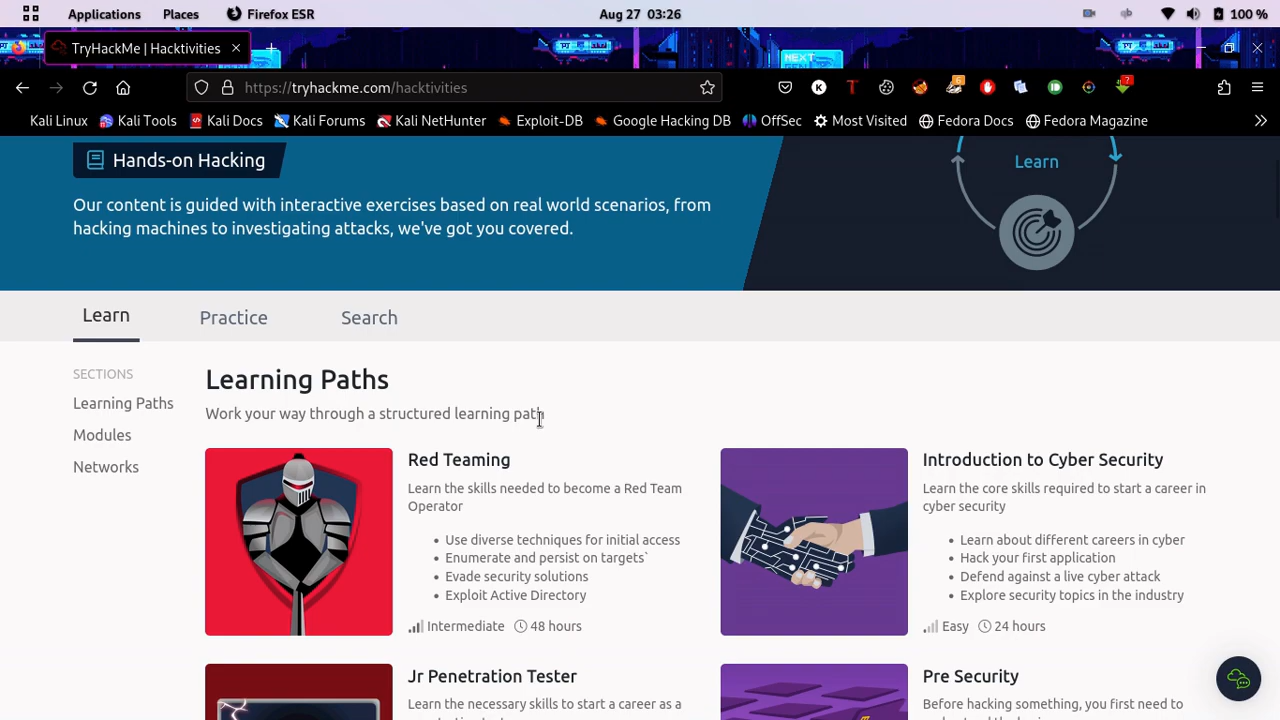 Applications Places Firefox ESR Aug 27 03:26 100 %
TryHackMe | Hacktivities
NEXT
https://tryhackme.com/hacktivities 6 ?
Kali Linux Kali Tools Kali Docs Kali Forums Kali NetHunter Exploit-DB Google Hacking DB OffSec Most Visited Fedora Docs Fedora Magazine
Hands-on Hacking
Our content is guided with interactive exercises based on real world scenarios, from
hacking machines to investigating attacks, we've got you covered.
Learn
Learn Practice Search
SECTIONS
Learning Paths
Modules
Networks
Learning Paths
Work your way through a structured learning path
Red Teaming
Learn the skills needed to become a Red Team
Operator
• Use diverse techniques for initial access
• Enumerate and persist on targets`
• Evade security solutions
• Exploit Active Directory
Intermediate 48 hours
Introduction to Cyber Security
Learn the core skills required to start a career in
cyber security
• Learn about different careers in cyber
• Hack your first application
• Defend against a live cyber attack
• Explore security topics in the industry
Easy 24 hours
Jr Penetration Tester
Learn the necessary skills to start a career as a
Pre Security
Before hacking something, you first need to